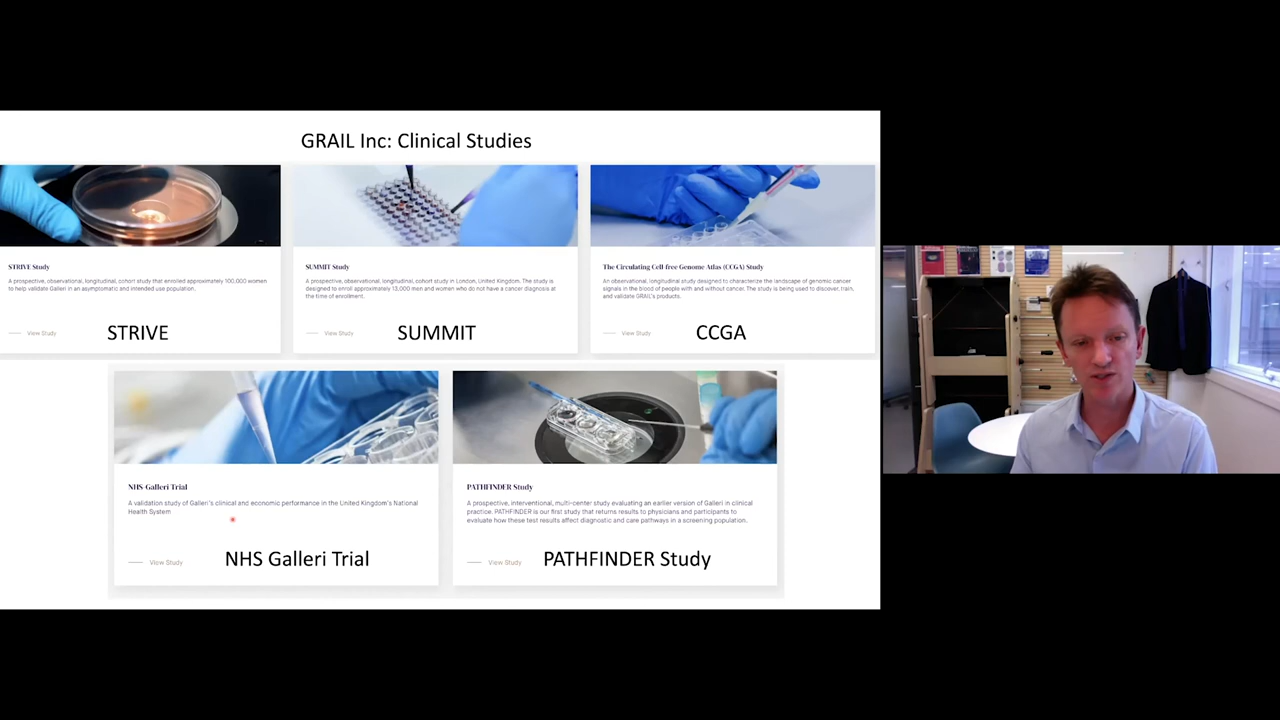 GRAIL Inc: Clinical Studies
STRIVE Study
A prospective, observational, longitudinal, cohort study that enrolled approximately 100,000 women
to help validate Galleri in an asymptomatic and intended use population.
View Study
STRIVE
SUMMIT Study
A prospective, observational, longitudinal, cohort study in London, United Kingdom. The study is
designed to enroll approximately 13,000 men and women who do not have a cancer diagnosis at
the time of enrollment.
View Study
SUMMIT
The Circulating Cell-free Genome Atlas (CCGA) Study
An observational, longitudinal study designed to characterize the landscape of genomic cancer
signals in the blood of people with and without cancer. The study is being used to discover, train,
and validate GRAIL's products.
View Study
CCGA
NHS-Galleri Trial
A validation study of Galleri's clinical and economic performance in the United Kingdom's National
Health System
View Study
NHS Galleri Trial
PATHFINDER Study
A prospective, interventional, multi-center study evaluating an earlier version of Galleri in clinical
practice. PATHFINDER is our first study that returns results to physicians and participants to
evaluate how these test results affect diagnostic and care pathways in a screening population.
View Study
PATHFINDER Study